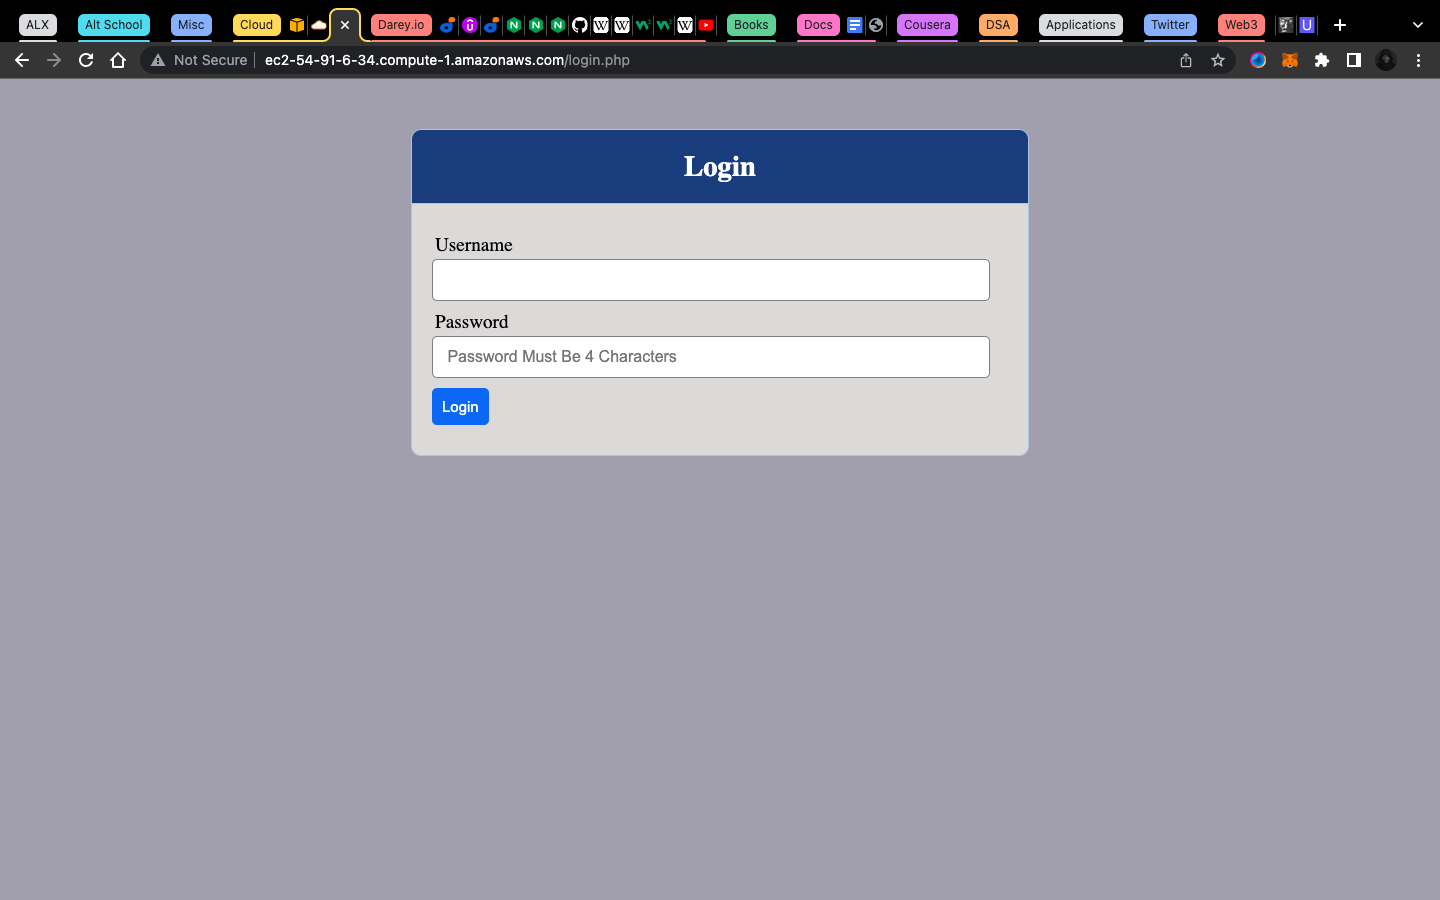 ALX Alt School Misc Cloud Darey.io Books Docs Cousera DSA Applications Twitter Web3
Not Secure ec2-54-91-6-34.compute-1.amazonaws.com/login.php
Login
Username
Password
Password Must Be 4 Characters
Login